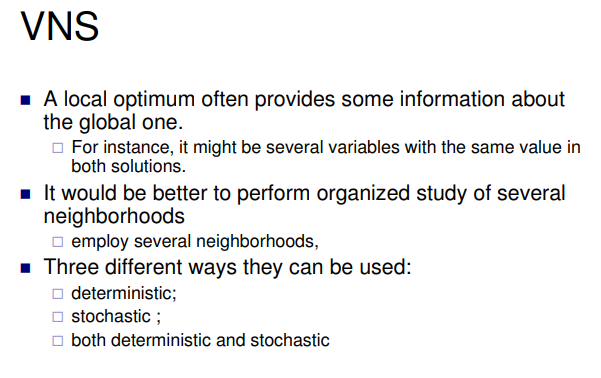 VNS
A local optimum often provides some information about
the global one.
For instance, it might be several variables with the same value in
both solutions.
It would be better to perform organized study of several
neighborhoods
employ several neighborhoods,
Three different ways they can be used:
deterministic;
stochastic ;
both deterministic and stochastic